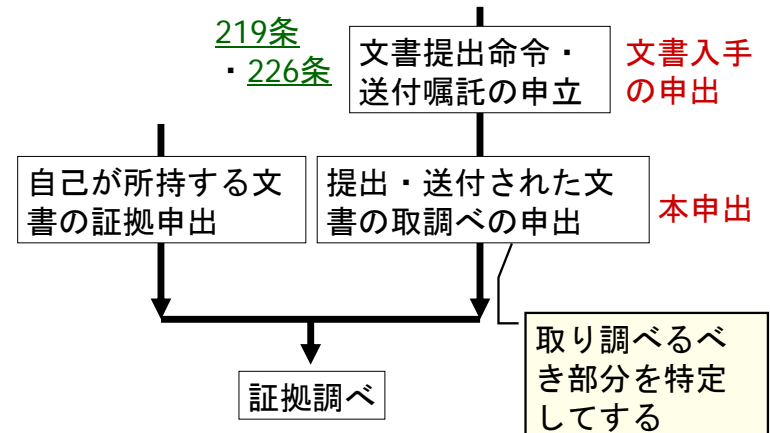 219条
・226条
文書提出命令・
送付嘱託の申立
文書入手
の申出
自己が所持する文
書の証拠申出
提出・送付された文
書の取調べの申出
本申出
取り調べるべ
き部分を特定
してする
証拠調べ